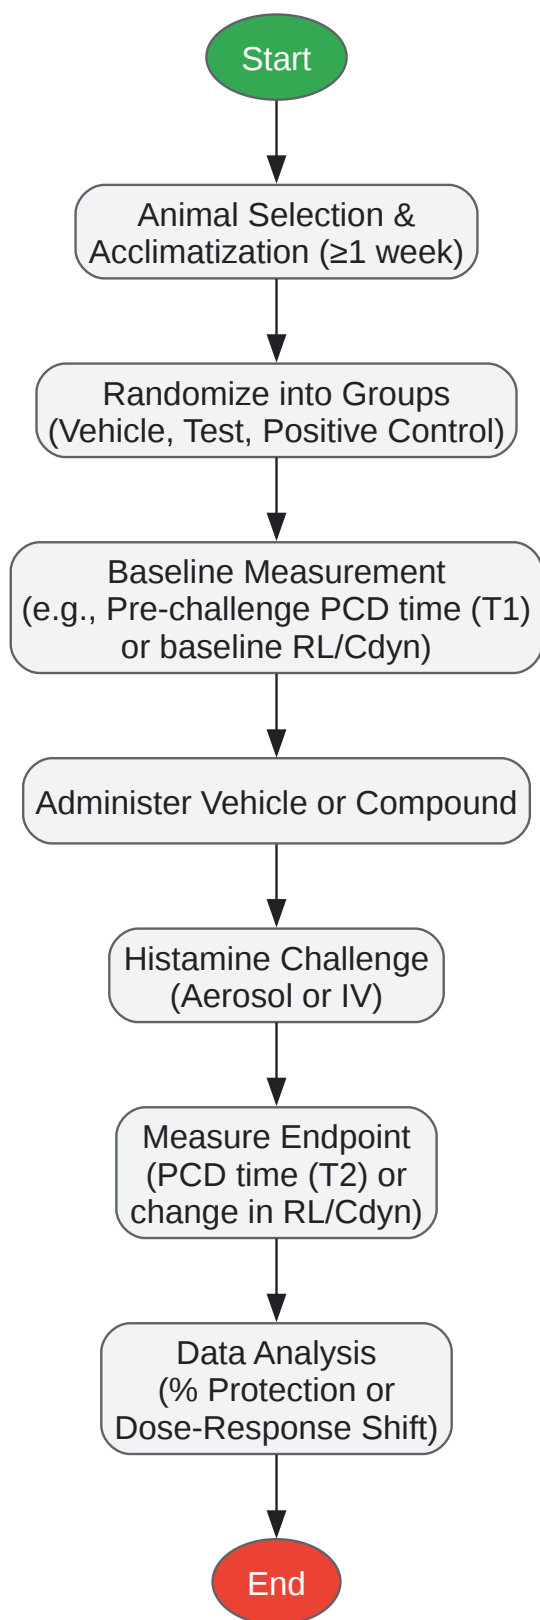 Start
Animal Selection &
Acclimatization (≥1 week)
Randomize into Groups
(Vehicle, Test, Positive Control)
Baseline Measurement
(e.g., Pre-challenge PCD time (T1)
or baseline RL/Cdyn)
Administer Vehicle or Compound
Histamine Challenge
(Aerosol or IV)
Measure Endpoint
(PCD time (T2) or
change in RL/Cdyn)
Data Analysis
(% Protection or
Dose-Response Shift)
End